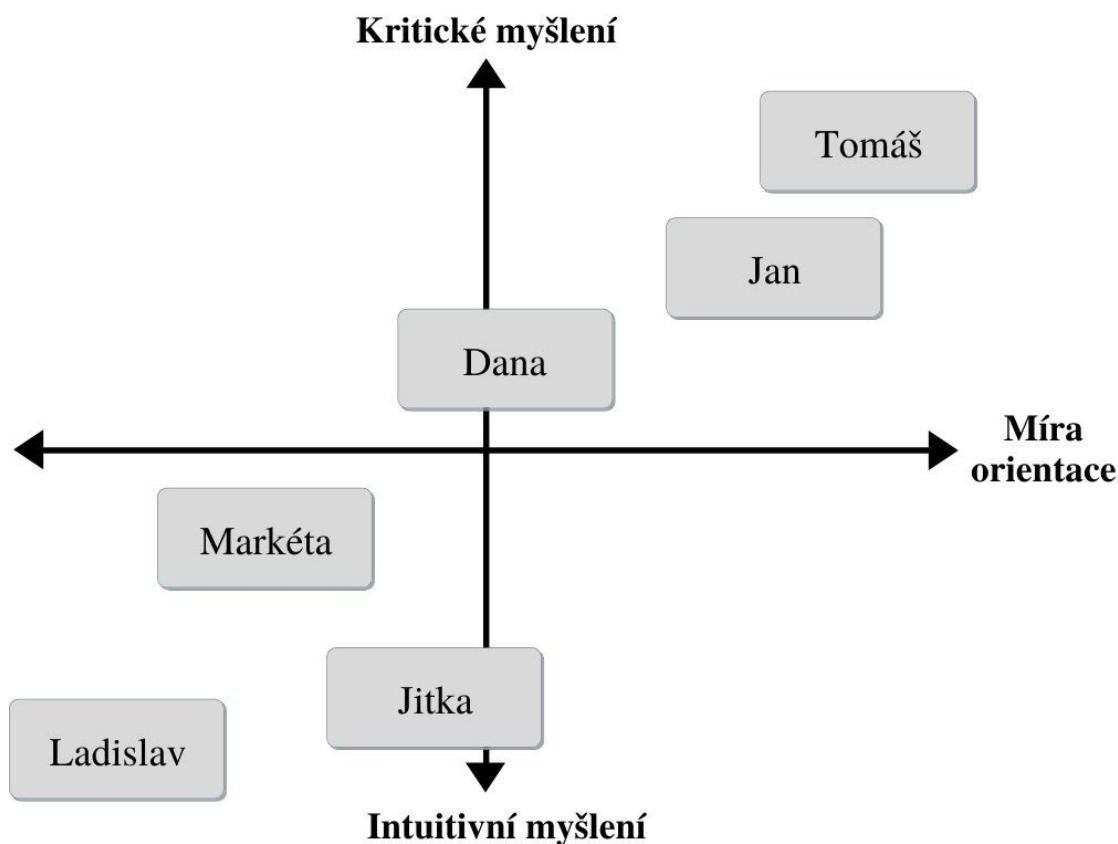 Kritické myšlení
Tomáš
Jan
Dana
Míra
orientace
Markéta
Jitka
Ladislav
Intuitivní myšlení